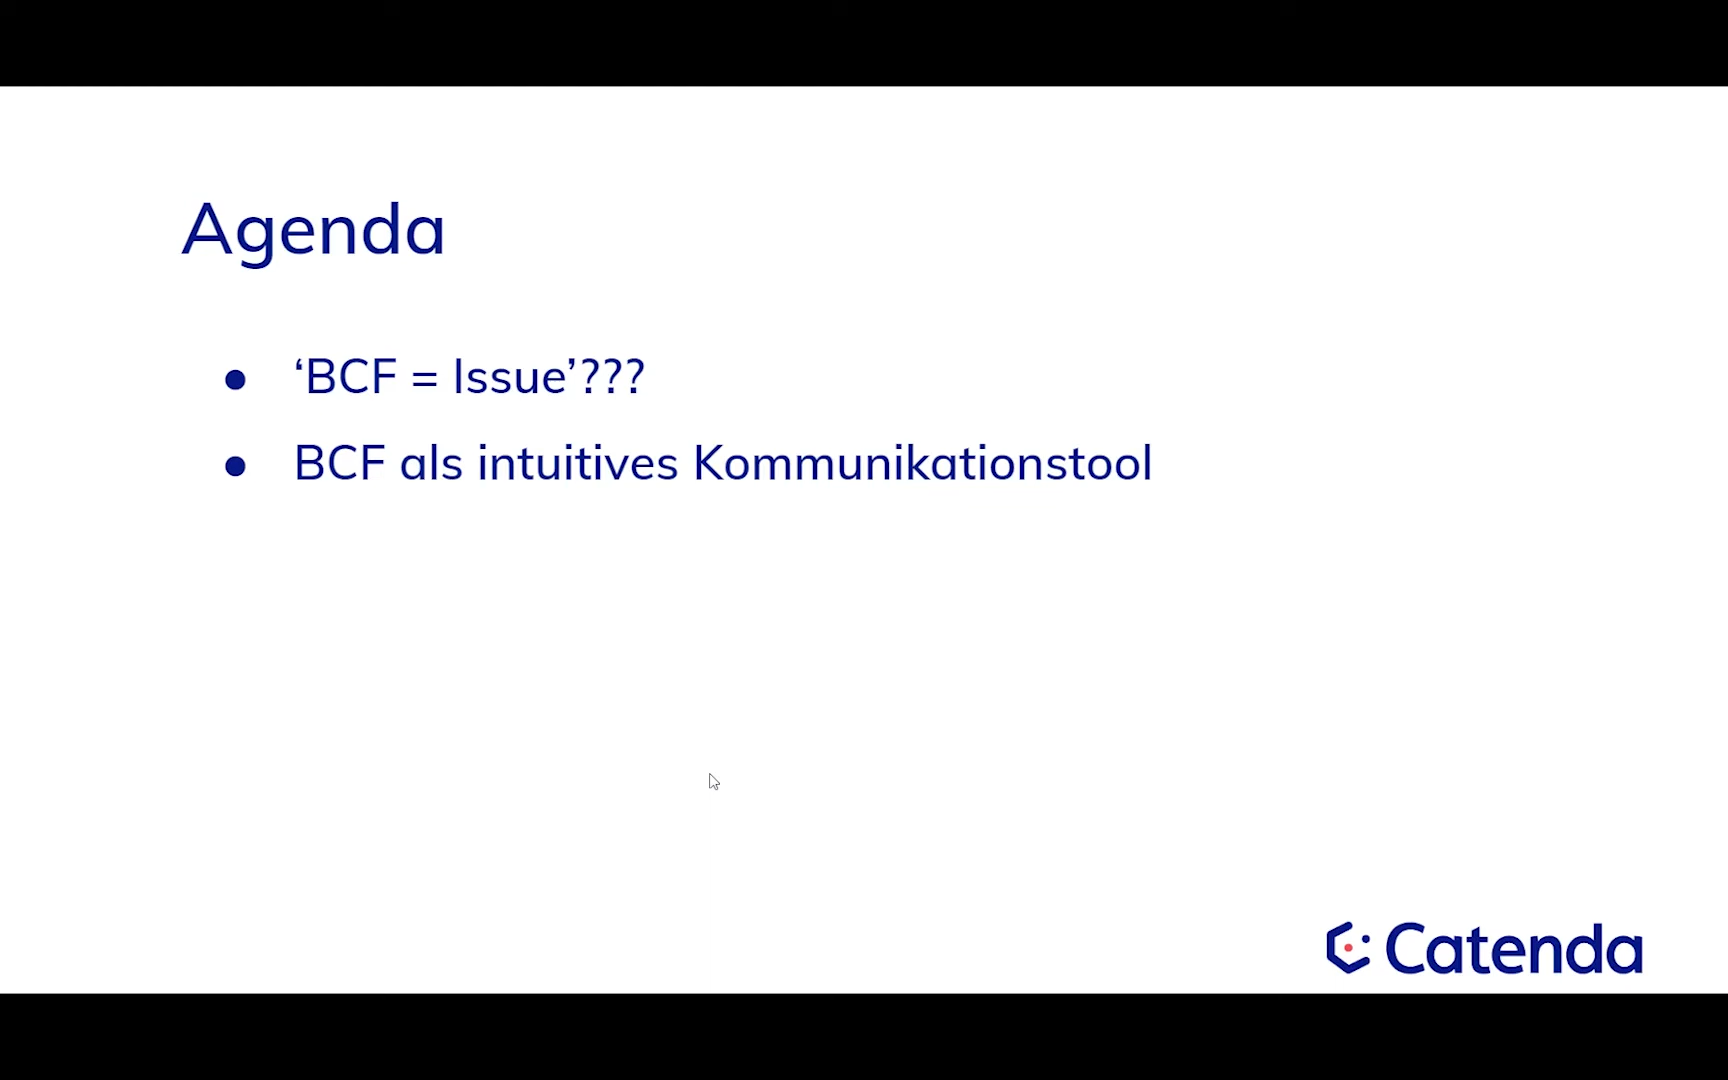 Agenda
● ‘BCF = Issue’???
● BCF als intuitives Kommunikationstool
Catenda